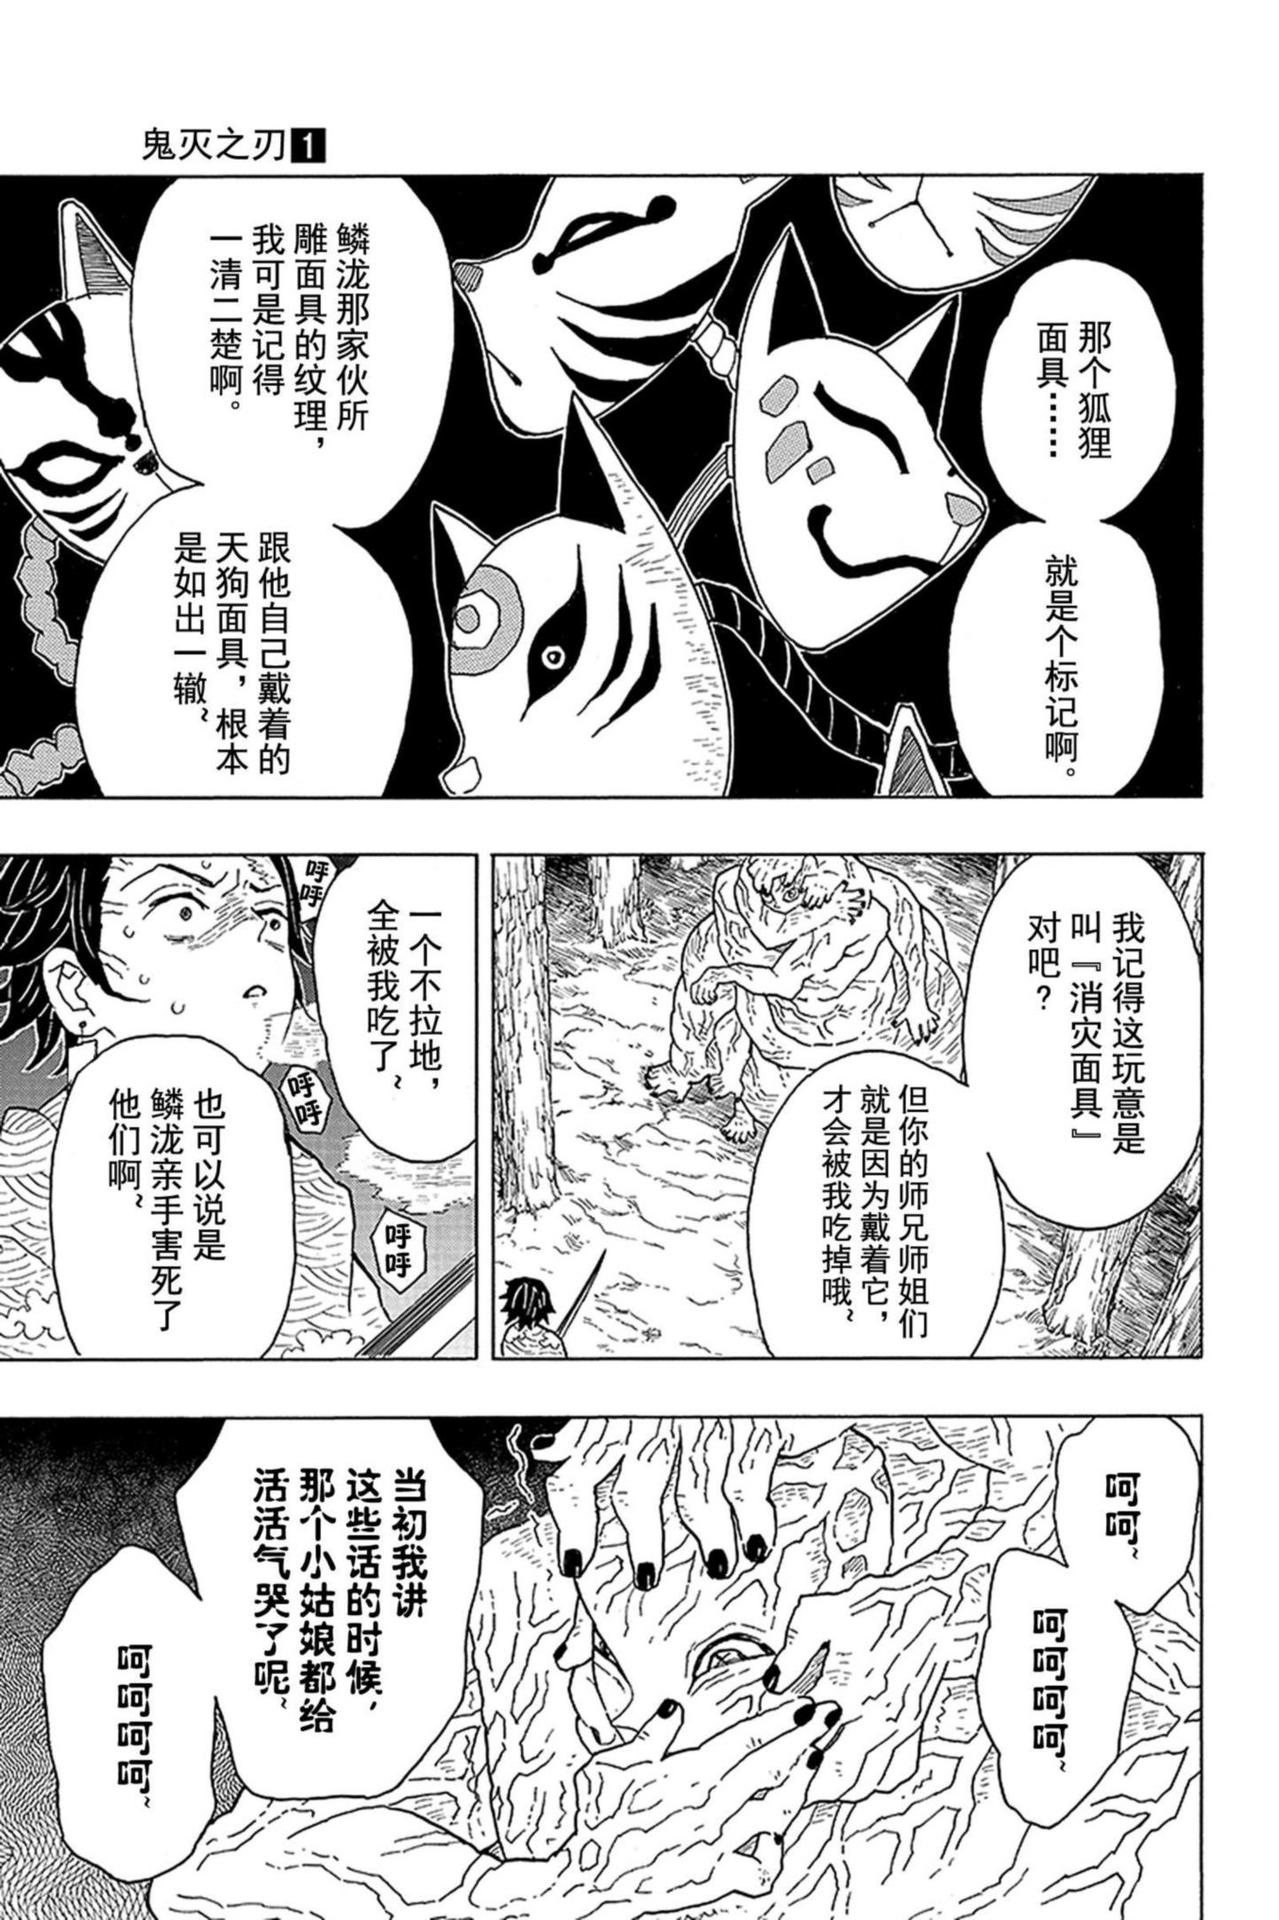 鬼灭之刃1
那个狐狸
面具……
就是个标记啊。
鳞泷那家伙所
雕面具的纹理，
我可是记得
一清二楚啊。
跟他自己戴着的
天狗面具，根本
是如出一辙~
我记得这玩意是
叫『消灾面具』
对吧？
但你的师兄师姐们
就是因为戴着它，
才会被我吃掉哦~
一个不拉地，
全被我吃了~
也可以说是
鳞泷亲手害死了
他们啊~
呼呼
呼呼
呼呼
呵呵~
呵呵呵呵~
当初我讲
这些话的时候，
那个小姑娘都给
活活气哭了呢~
呵呵呵呵~